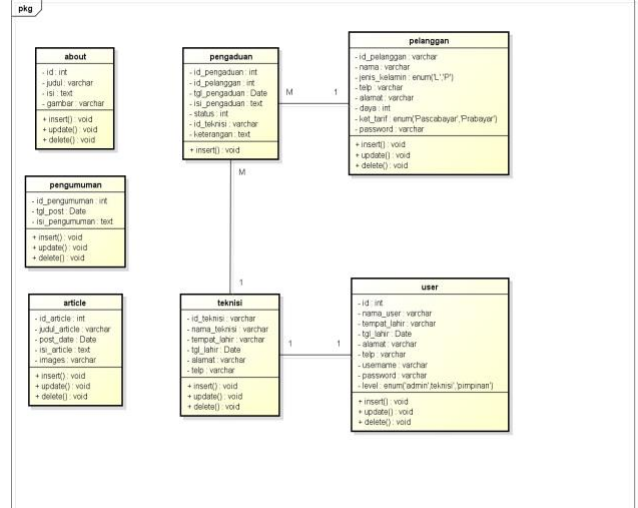 pkg
about
- id : int
- judul : varchar
- isi : text
- gambar : varchar
+ insert() : void
+ update() : void
+ delete() : void
pengaduan
- id_pengaduan : int
- id_pelanggan : int
- tgl_pengaduan : Date
- isi_pengaduan : text
- status : int
- id_teknisi : varchar
- keterangan : text
+ insert() : void
M
1
pelanggan
- id_pelanggan : varchar
- nama : varchar
- jenis_kelamin : enum('L','P')
- telp : varchar
- alamat : varchar
- daya : int
- ket_tarif : enum('Pascabayar','Prabayar')
- password : varchar
+ insert() : void
+ update() : void
+ delete() : void
pengumuman
- id_pengumuman : int
- tgl_post : Date
- isi_pengumuman : text
+ insert() : void
+ update() : void
+ delete() : void
M
1
article
- id_article : int
- judul_article : varchar
- post_date : Date
- isi_article : text
- images : varchar
+ insert() : void
+ update() : void
+ delete() : void
teknisi
- id_teknisi : varchar
- nama_teknisi : varchar
- tempat_lahir : varchar
- tgl_lahir : Date
- alamat : varchar
- telp : varchar
+ insert() : void
+ update() : void
+ delete() : void
1
1
user
- id : int
- nama_user : varchar
- tempat_lahir : varchar
- tgl_lahir : Date
- alamat : varchar
- telp : varchar
- username : varchar
- password : varchar
- level : enum('admin','teknisi','pimpinan')
+ insert() : void
+ update() : void
+ delete() : void